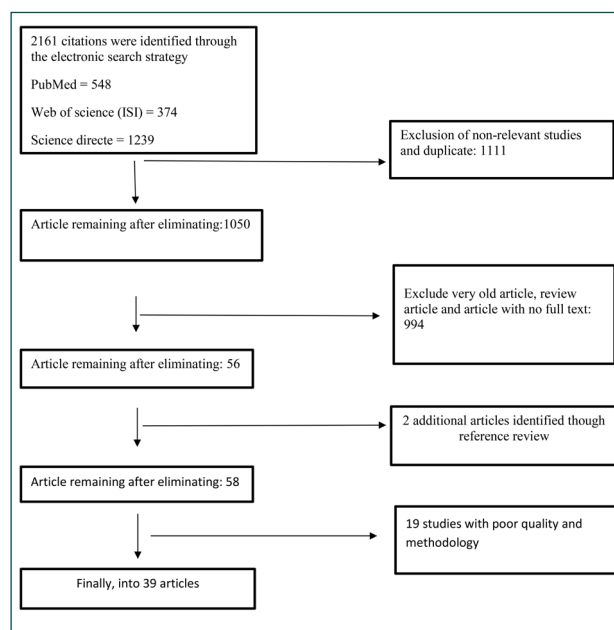 2161 citations were identified through
the electronic search strategy
PubMed = 548
Web of science (ISI) = 374
Science directe = 1239
Exclusion of non-relevant studies
and duplicate: 1111
Article remaining after eliminating:1050
Exclude very old article, review
article and article with no full text:
994
Article remaining after eliminating: 56
2 additional articles identified though
reference review
Article remaining after eliminating: 58
19 studies with poor quality and
methodology
Finally, into 39 articles